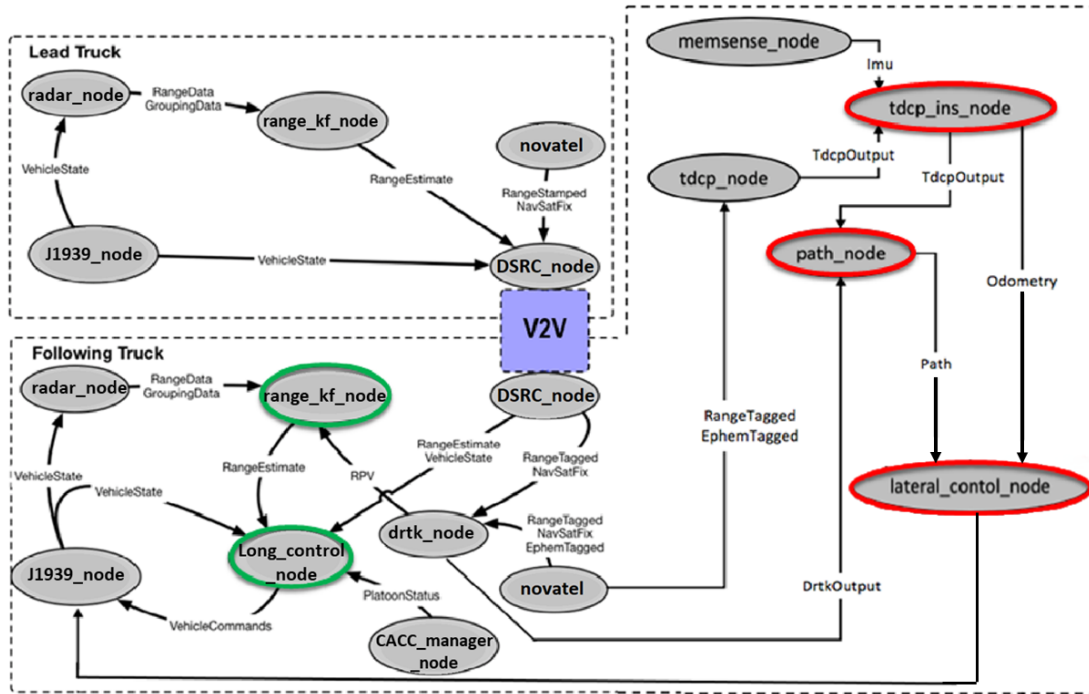 Lead Truck
radar_node
RangeData
GroupingData
range_kf_node
novatel
VehicleState
RangeEstimate
RangeStamped
NavSatFix
J1939_node
VehicleState
DSRC_node
V2V
memsense_node
Imu
tdcp_ins_node
TdcpOutput
tdcp_node
TdcpOutput
path_node
Odometry
Path
RangeTagged
EphemTagged
lateral_contol_node
DrtkOutput
Following Truck
radar_node
RangeData
GroupingData
range_kf_node
DSRC_node
RangeEstimate
VehicleState
RangeTagged
NavSatFix
RangeEstimate
RPV
VehicleState
VehicleState
drtk_node
RangeTagged
NavSatFix
EphemTagged
Long_control
_node
J1939_node
novatel
PlatoonStatus
VehicleCommands
CACC_manager
_node